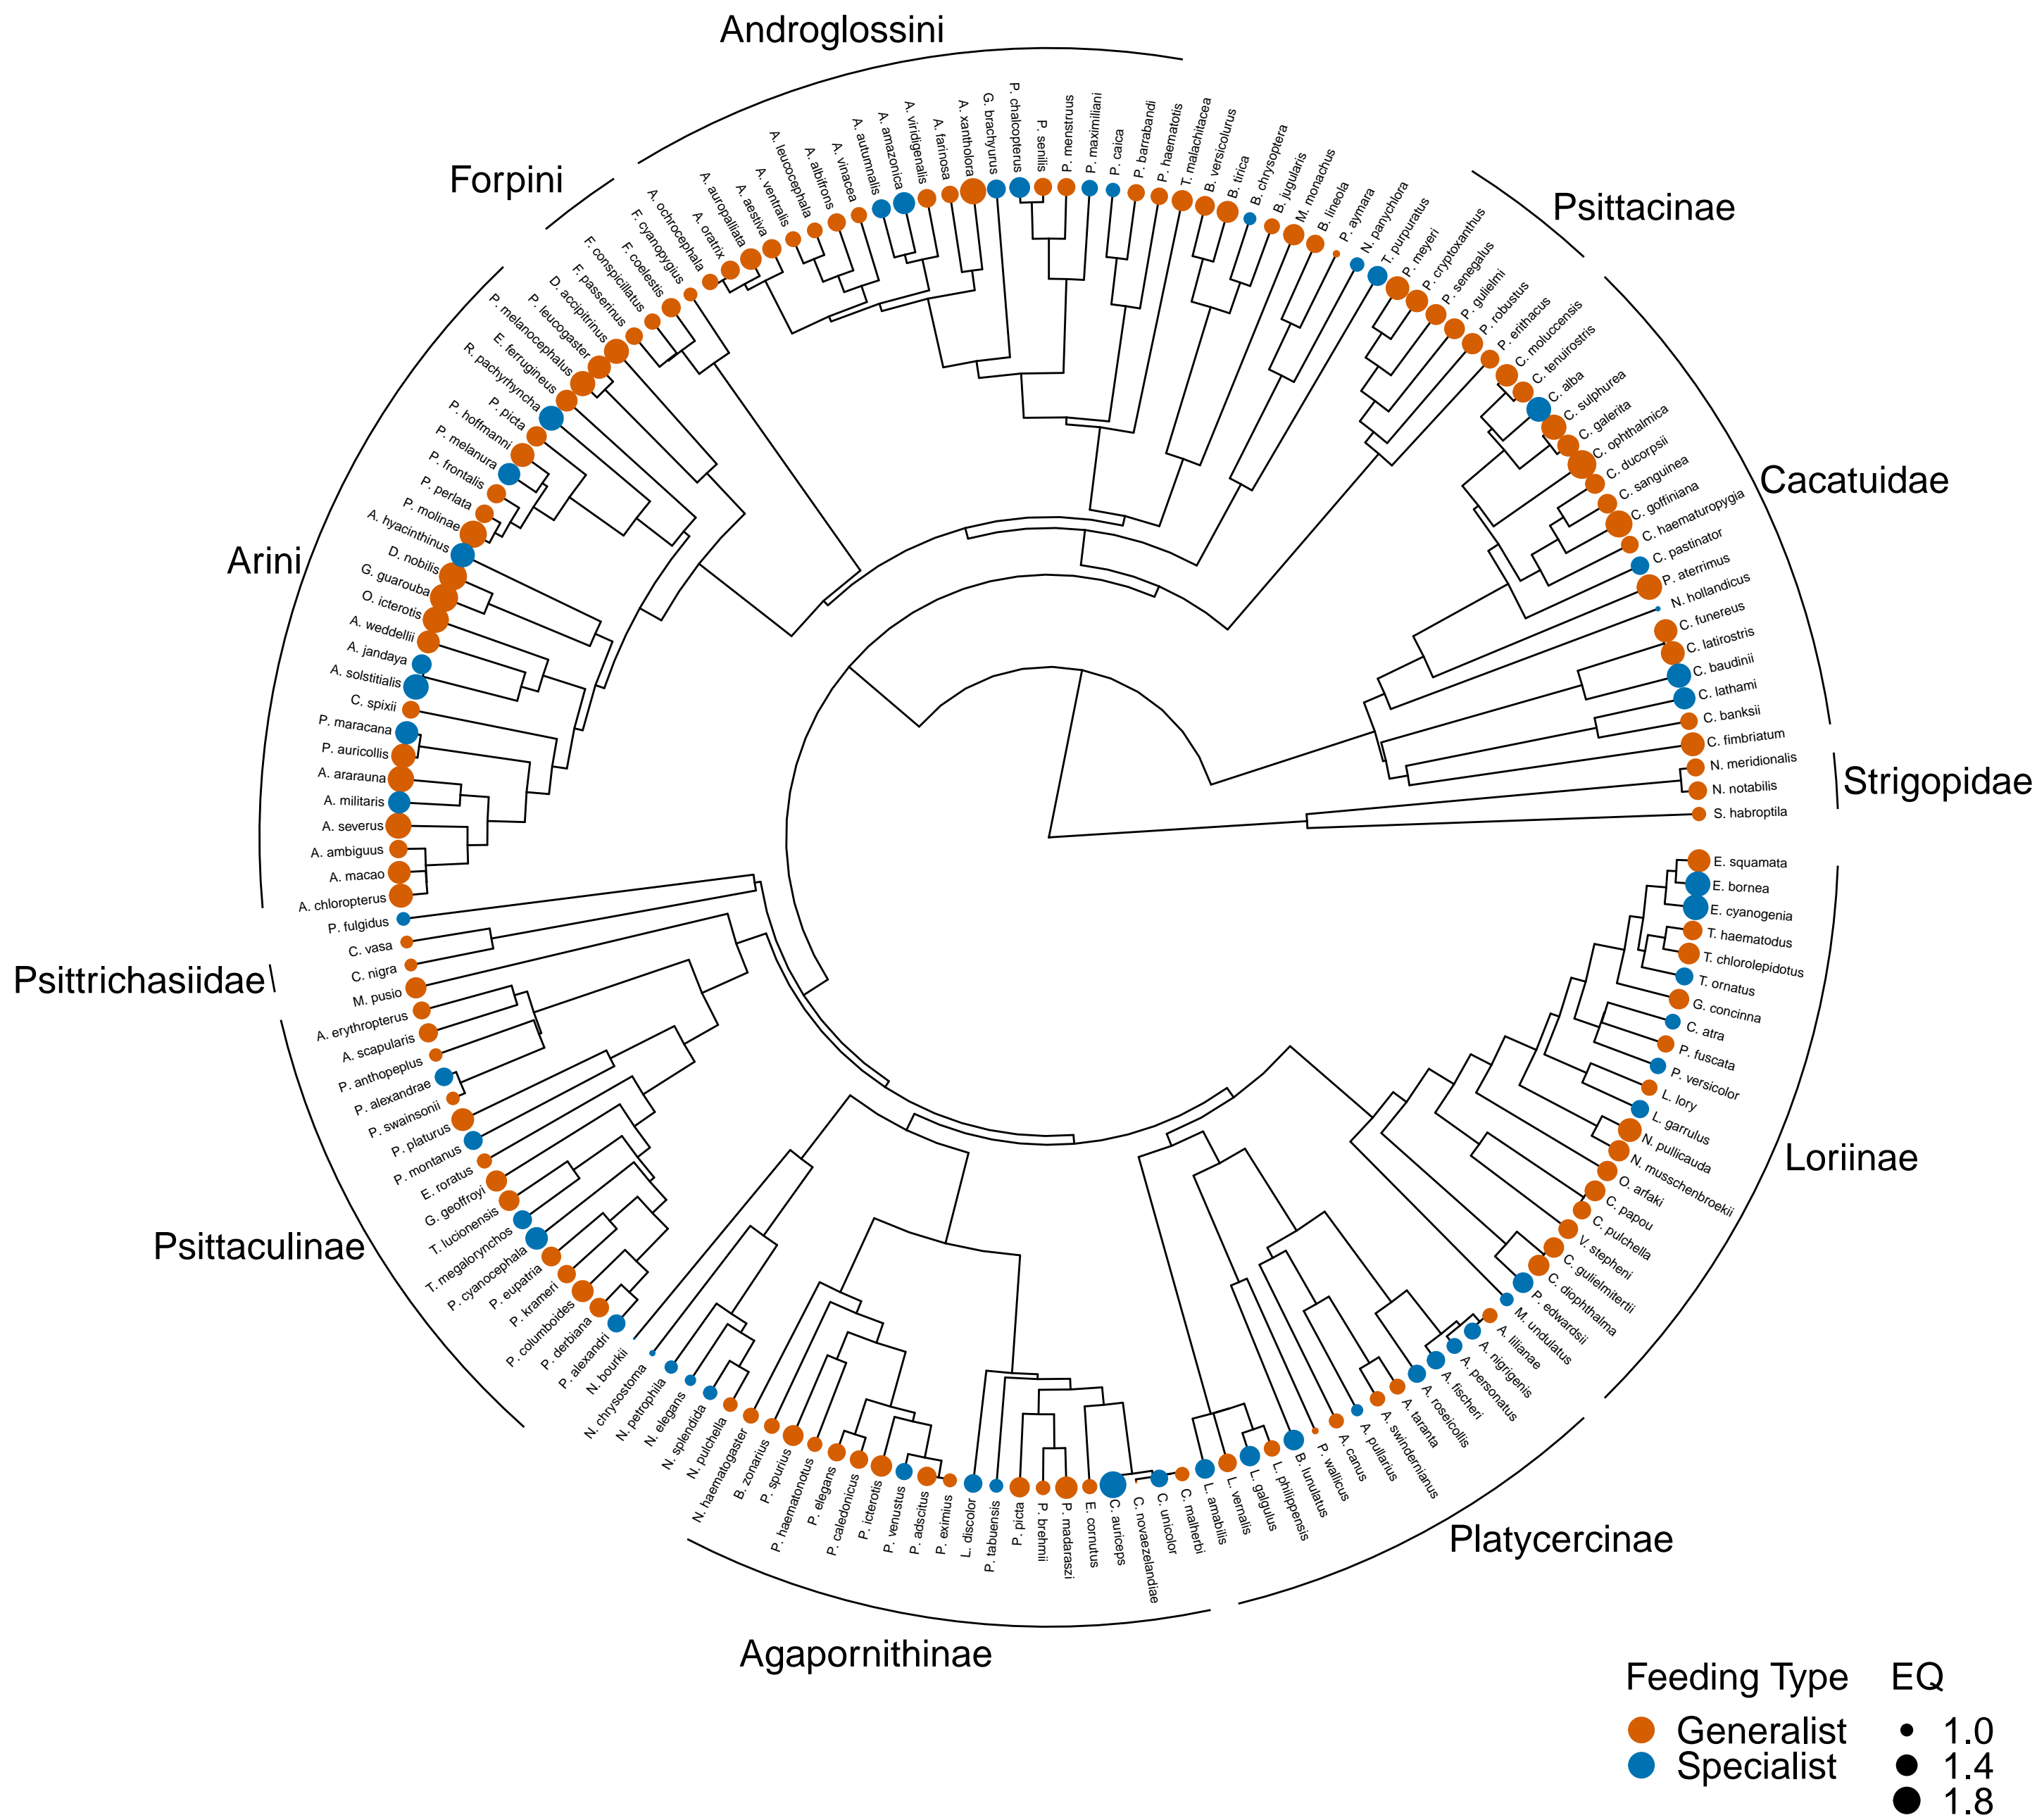 Androglossini
Forpini
Psittacinae
Cacatuidae
Arini
Strigopidae
Psittrichasiidae
Loriinae
Psittaculinae
Platycercinae
Agapornithinae
A. ochrocephala
A. oratrix
A. auropalliata
A. aestiva
A. ventralis
A. leucocephala
A. albifrons
A. vinacea
A. autumnalis
A. amazonica
A. viridigenalis
A. farinosa
A. xantholora
G. brachyurus
P. chalcopterus
P. senilis
P. menstruus
P. maximiliani
P. caica
P. barrabandi
P. haematotis
T. malachitacea
B. versicolurus
B. tirica
B. chrysoptera
B. jugularis
M. monachus
B. lineola
P. aymara
N. panychlora
T. purpuratus
P. meyeri
P. cryptoxanthus
P. senegalus
P. gulielmi
P. robustus
P. erithacus
C. moluccensis
C. tenuirostris
C. alba
C. sulphurea
C. galerita
C. ophthalmica
C. ducorpsii
C. sanguinea
C. goffiniana
C. haematuropygia
C. pastinator
P. aterrimus
N. hollandicus
C. funereus
C. latirostris
C. baudinii
C. lathami
C. banksii
C. fimbriatum
N. meridionalis
N. notabilis
S. habroptila
E. squamata
E. bornea
E. cyanogenia
T. haematodus
T. chlorolepidotus
T. ornatus
G. concinna
C. atra
P. fuscata
P. versicolor
L. lory
L. garrulus
N. pullicauda
N. musschenbroekii
O. arfaki
C. papou
C. pulchella
V. stepheni
C. gulielmitertii
C. diophthalma
P. edwardsii
M. undulatus
A. lilianae
A. nigrigenis
A. personatus
A. fischeri
A. roseicollis
A. taranta
A. swindernianus
A. pullarius
A. canus
P. wallicus
B. lunulatus
L. philippensis
L. galgulus
L. vernalis
L. amabilis
C. malherbi
C. unicolor
C. novaezelandiae
C. auriceps
E. cornutus
P. madaraszi
P. brehmii
P. picta
P. tabuensis
L. discolor
P. eximius
P. adscitus
P. venustus
P. icterotis
P. caledonicus
P. elegans
P. haematonotus
P. spurius
B. zonarius
N. haematogaster
N. pulchella
N. splendida
N. elegans
N. petrophila
N. chrysostoma
N. bourkii
P. alexandri
P. derbiana
P. columboides
P. krameri
P. eupatria
P. cyanocephala
T. megalorynchos
T. lucionensis
G. geoffroyi
E. roratus
P. montanus
P. platurus
P. swainsonii
P. alexandrae
P. anthopeplus
A. scapularis
A. erythropterus
M. pusio
C. nigra
C. vasa
P. fulgidus
A. chloropterus
A. macao
A. ambiguus
A. severus
A. militaris
A. ararauna
P. auricollis
P. maracana
C. spixii
A. solstitialis
A. jandaya
A. weddellii
O. icterotis
G. guarouba
D. nobilis
A. hyacinthinus
P. molinae
P. perlata
P. frontalis
P. melanura
P. hoffmanni
P. picta
R. pachyrhyncha
E. ferrugineus
P. melanocephalus
P. leucogaster
D. accipitrinus
F. passerinus
F. conspicillatus
F. coelestis
F. cyanopygius
Feeding Type
Generalist
Specialist
EQ
1.0
1.4
1.8